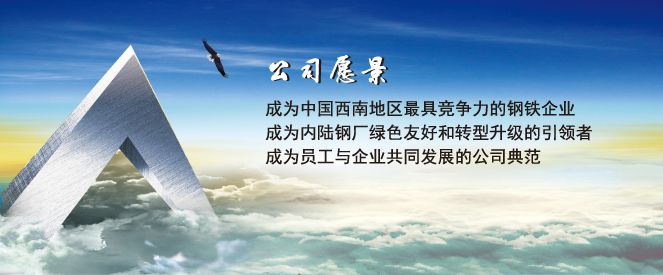 公司愿景
成为中国西南地区最具竞争力的钢铁企业
成为内陆钢厂绿色友好和转型升级的引领者
成为员工与企业共同发展的公司典范